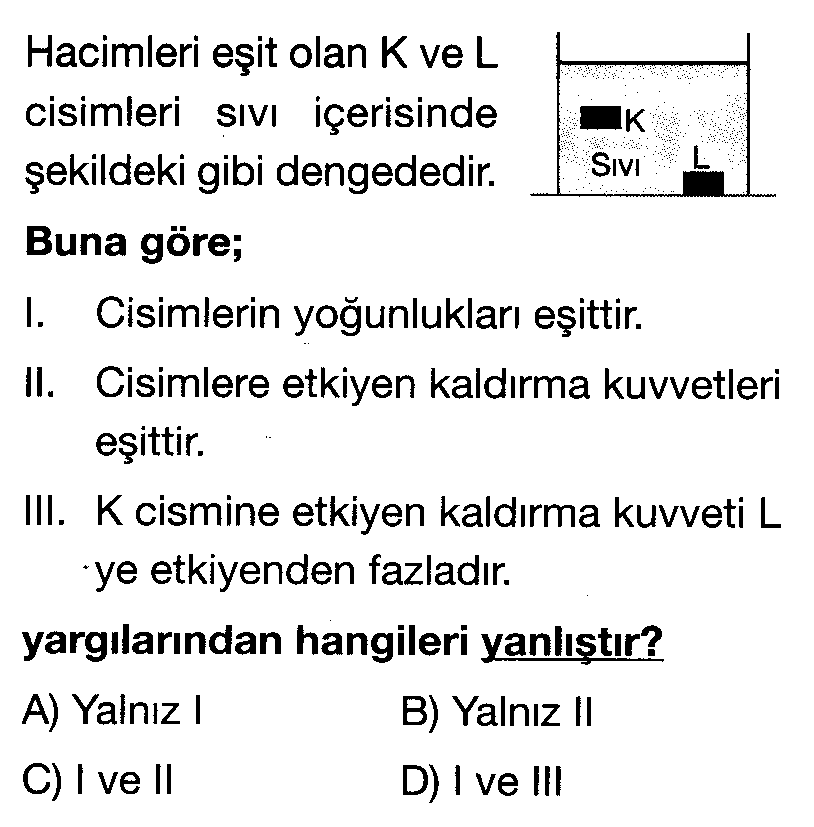 Hacimleri eşit olan K ve L
cisimleri sıvı içerisinde
şekildeki gibi dengededir.
K
Sıvı
L
Buna göre;
I. Cisimlerin yoğunlukları eşittir.
II. Cisimlere etkiyen kaldırma kuvvetleri
eşittir.
III. K cismine etkiyen kaldırma kuvveti L
ye etkiyenden fazladır.
yargılarından hangileri yanlıştır?
A) Yalnız I B) Yalnız II
C) I ve II D) I ve III